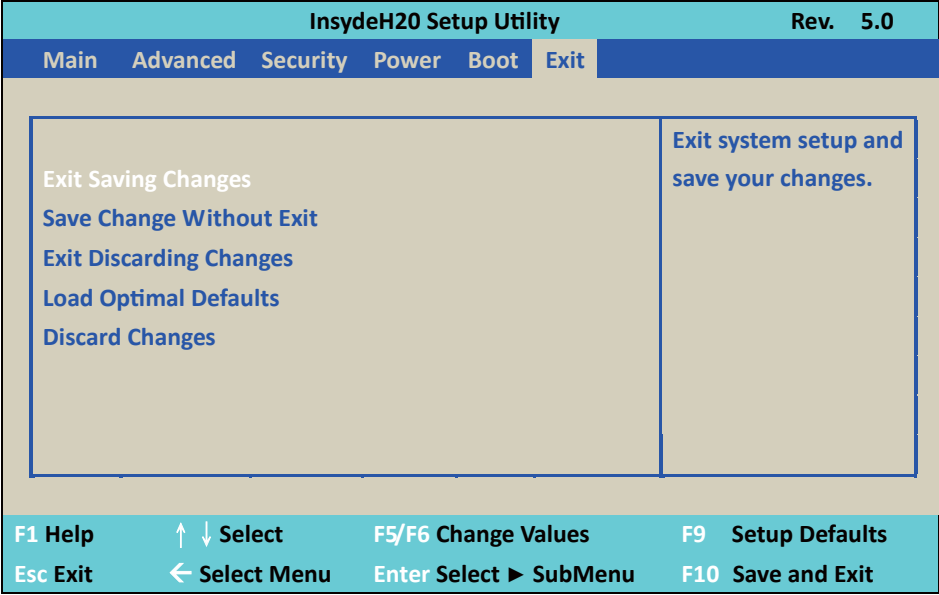 InsydeH20 Setup Utility Rev. 5.0
Main Advanced Security Power Boot Exit
Exit Saving Changes
Save Change Without Exit
Exit Discarding Changes
Load Optimal Defaults
Discard Changes
Exit system setup and
save your changes.
F1 Help ↑ ↓ Select F5/F6 Change Values F9 Setup Defaults
Esc Exit ← Select Menu Enter Select ► SubMenu F10 Save and Exit